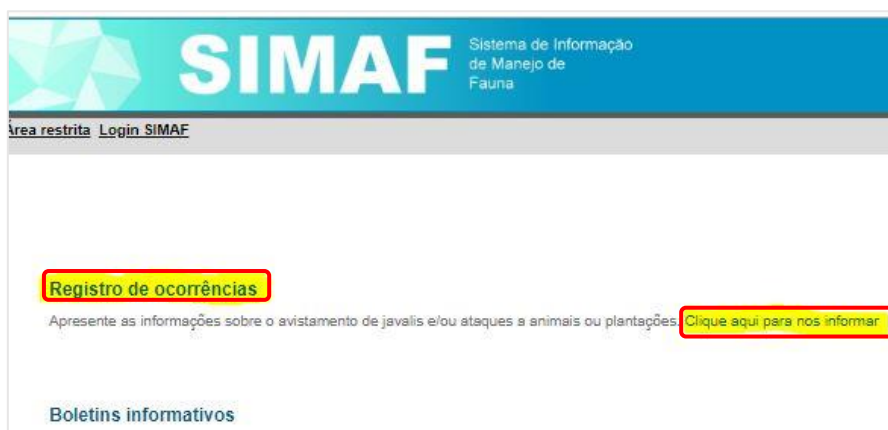 SIMAF
Sistema de Informação
de Manejo de
Fauna
Área restrita Login SIMAF
Registro de ocorrências
Apresente as informações sobre o avistamento de javalis e/ou ataques a animais ou plantações. Clique aqui para nos informar
Boletins informativos